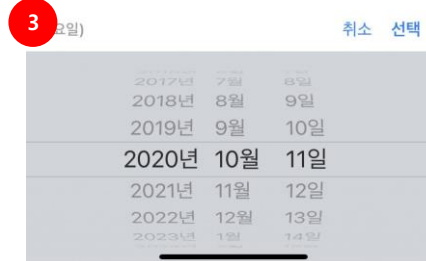 3 요일) 취소 선택
2017년 7월 8일
2018년 8월 9일
2019년 9월 10일
2020년 10월 11일
2021년 11월 12일
2022년 12월 13일
2023년 1월 14일